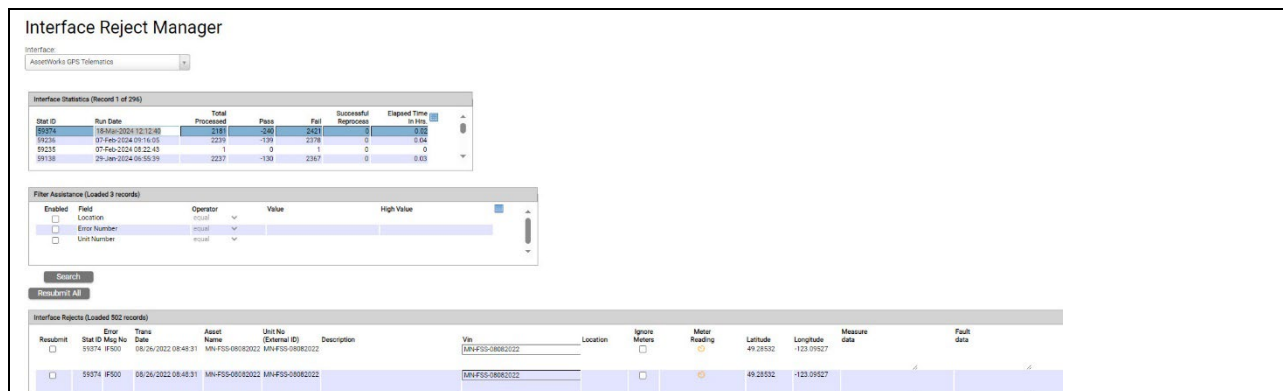 Interface Reject Manager
Interface:
AssetWorks GPS Telematics
Interface Statistics (Record 1 of 296)
Stat ID Run Date Total Processed Pass Fail Successful Reprocess Elapsed Time In Hrs.
59374 18-Mar-2024 12:12:40 2181 -240 2421 0 0.02
59236 07-Feb-2024 09:16:05 2239 -139 2378 0 0.04
59235 07-Feb-2024 08:22:43 1 0 1 0 0
59138 29-Jan-2024 06:55:39 2237 -130 2367 0 0.03
Filter Assistance (Loaded 3 records)
Enabled Field Operator Value High Value
Location equal
Error Number equal
Unit Number equal
Search
Resubmit All
Interface Rejects (Loaded 502 records)
Resubmit Stat ID Error Msg No Trans Date Asset Name Unit No (External ID) Description Vin Location Ignore Meters Meter Reading Latitude Longitude Measure data Fault data
59374 IF500 08/26/2022 08:48:31 MN-FSS-08082022 MN-FSS-08082022 MN-FSS-08082022 49.28532 -123.09527
59374 IF500 08/26/2022 08:48:31 MN-FSS-08082022 MN-FSS-08082022 MN-FSS-08082022 49.28532 -123.09527